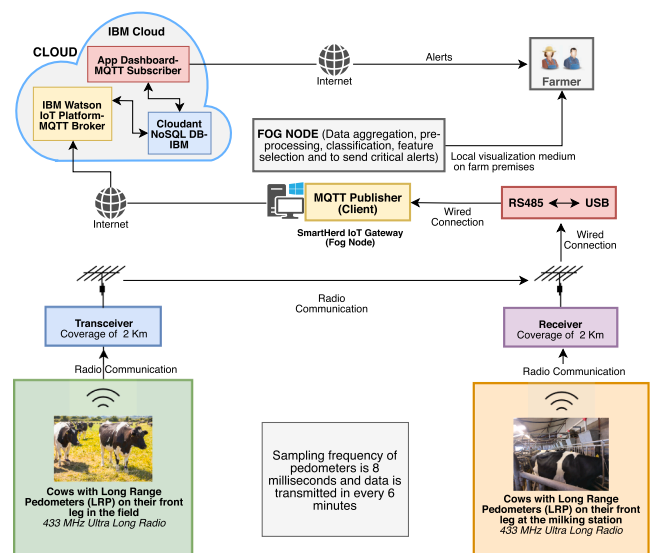 IBM Cloud
CLOUD
App Dashboard-
MQTT Subscriber
IBM Watson
IoT Platform-
MQTT Broker
Cloudant
NoSQL DB-
IBM
Internet
Alerts
Farmer
FOG NODE (Data aggregation, pre-
processing, classification, feature
selection and to send critical alerts)
Local visualization medium
on farm premises
Internet
MQTT Publisher
(Client)
SmartHerd IoT Gateway
(Fog Node)
Wired
Connection
RS485 USB
Wired
Connection
Radio
Communication
Transceiver
Coverage of 2 Km
Receiver
Coverage of 2 Km
Radio Communication
Radio Communication
Cows with Long Range
Pedometers (LRP) on their front
leg in the field
433 MHz Ultra Long Radio
Sampling frequency of
pedometers is 8
milliseconds and data is
transmitted in every 6
minutes
Cows with Long Range
Pedometers (LRP) on their front
leg at the milking station
433 MHz Ultra Long Radio